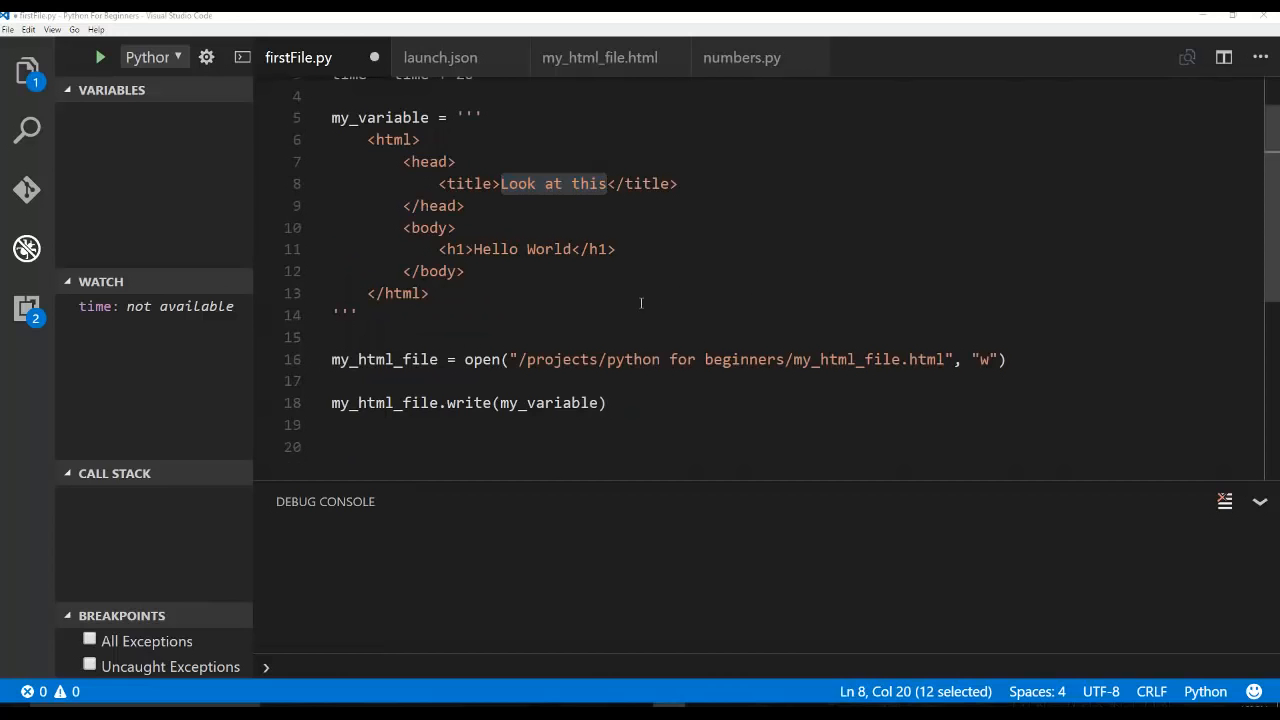 • firstFile.py - Python For Beginners - Visual Studio Code
File Edit View Go Help
Python firstFile.py launch.json my_html_file.html numbers.py
1
VARIABLES
WATCH
time: not available
2
CALL STACK
BREAKPOINTS
All Exceptions
Uncaught Exceptions
4
5 my_variable = '''
6 <html>
7 <head>
8 <title>Look at this</title>
9 </head>
10 <body>
11 <h1>Hello World</h1>
12 </body>
13 </html>
14 '''
15
16 my_html_file = open("/projects/python for beginners/my_html_file.html", "w")
17
18 my_html_file.write(my_variable)
19
20
DEBUG CONSOLE
0 0 Ln 8, Col 20 (12 selected) Spaces: 4 UTF-8 CRLF Python